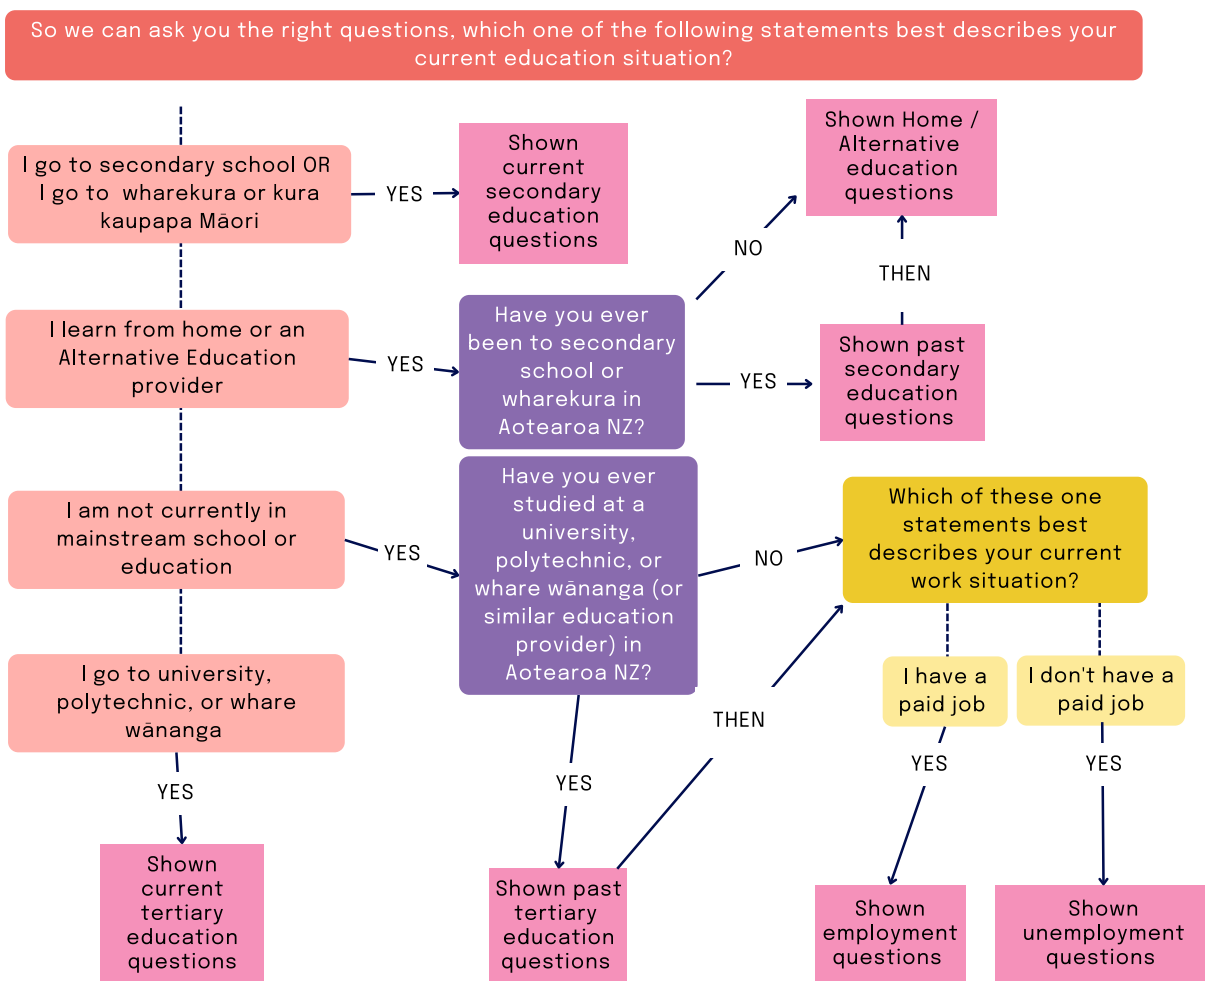 So we can ask you the right questions, which one of the following statements best describes your
current education situation?
I go to secondary school OR
I go to wharekura or kura
kaupapa Māori
YES
Shown
current
secondary
education
questions
Shown Home /
Alternative
education
questions
NO
THEN
I learn from home or an
Alternative Education
provider
YES
Have you ever
been to secondary
school or
wharekura in
Aotearoa NZ?
YES
Shown past
secondary
education
questions
I am not currently in
mainstream school or
education
YES
Have you ever
studied at a
university,
polytechnic, or
whare wānanga (or
similar education
provider) in
Aotearoa NZ?
NO
Which of these one
statements best
describes your current
work situation?
I go to university,
polytechnic, or whare
wānanga
YES
Shown
current
tertiary
education
questions
YES
Shown past
tertiary
education
questions
THEN
I have a
paid job
I don't have a
paid job
YES
YES
Shown
employment
questions
Shown
unemployment
questions